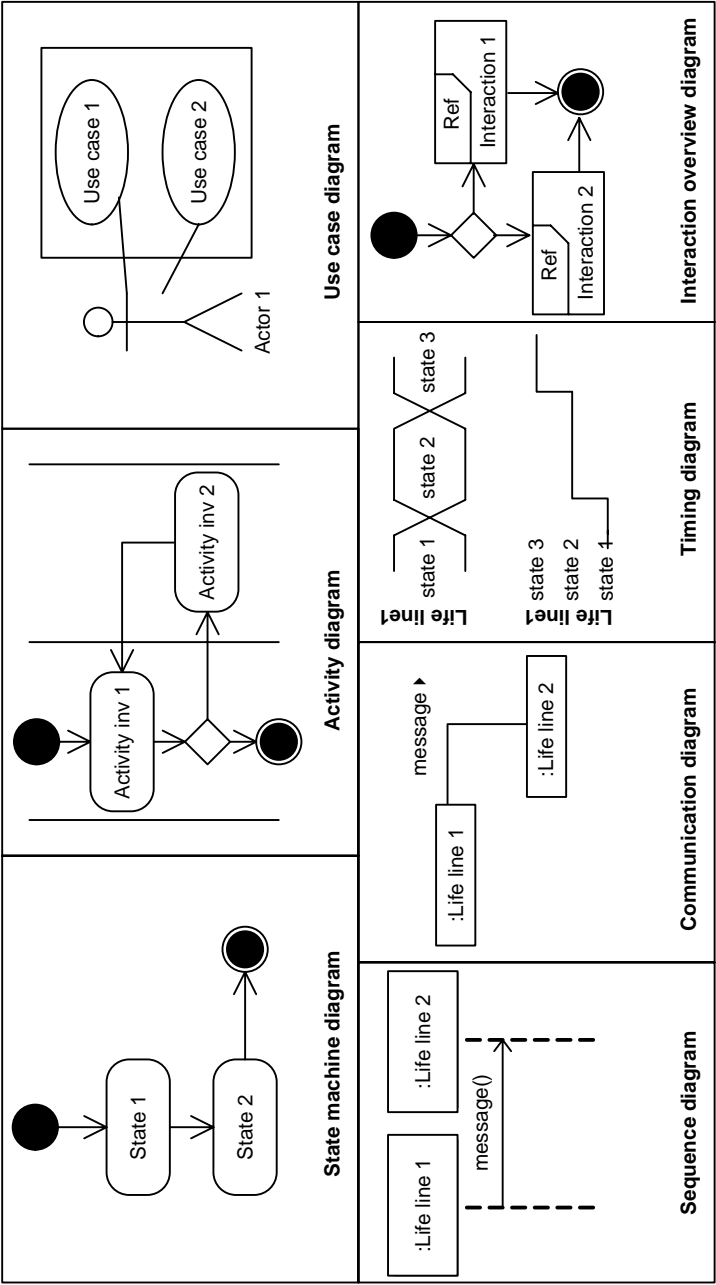 State 1
State 2
State machine diagram
Activity inv 1
Activity inv 2
Activity diagram
Use case 1
Use case 2
Actor 1
Use case diagram
:Life line 1
:Life line 2
message()
Sequence diagram
message
:Life line 1
:Life line 2
Communication diagram
Life line1
state 1
state 2
state 3
Life line1
state 3
state 2
state 1
Timing diagram
Ref
Interaction 1
Ref
Interaction 2
Interaction overview diagram